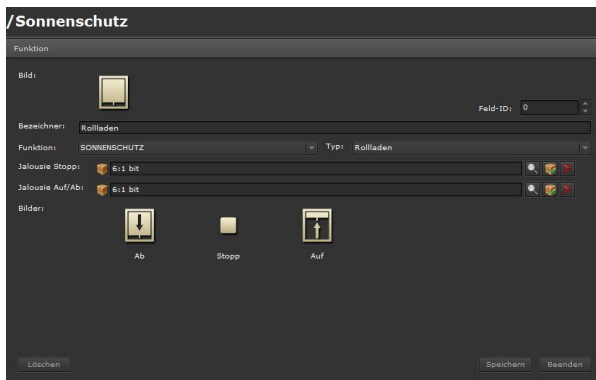 /Sonnenschutz
Funktion
Bild:
Feld-ID: 0
Bezeichner: Rollladen
Funktion: SONNENSCHUTZ Typ: Rollladen
Jalousie Stopp: 6:1 bit
Jalousie Auf/Ab: 6:1 bit
Bilder:
Ab Stopp Auf
Löschen Speichern Beenden